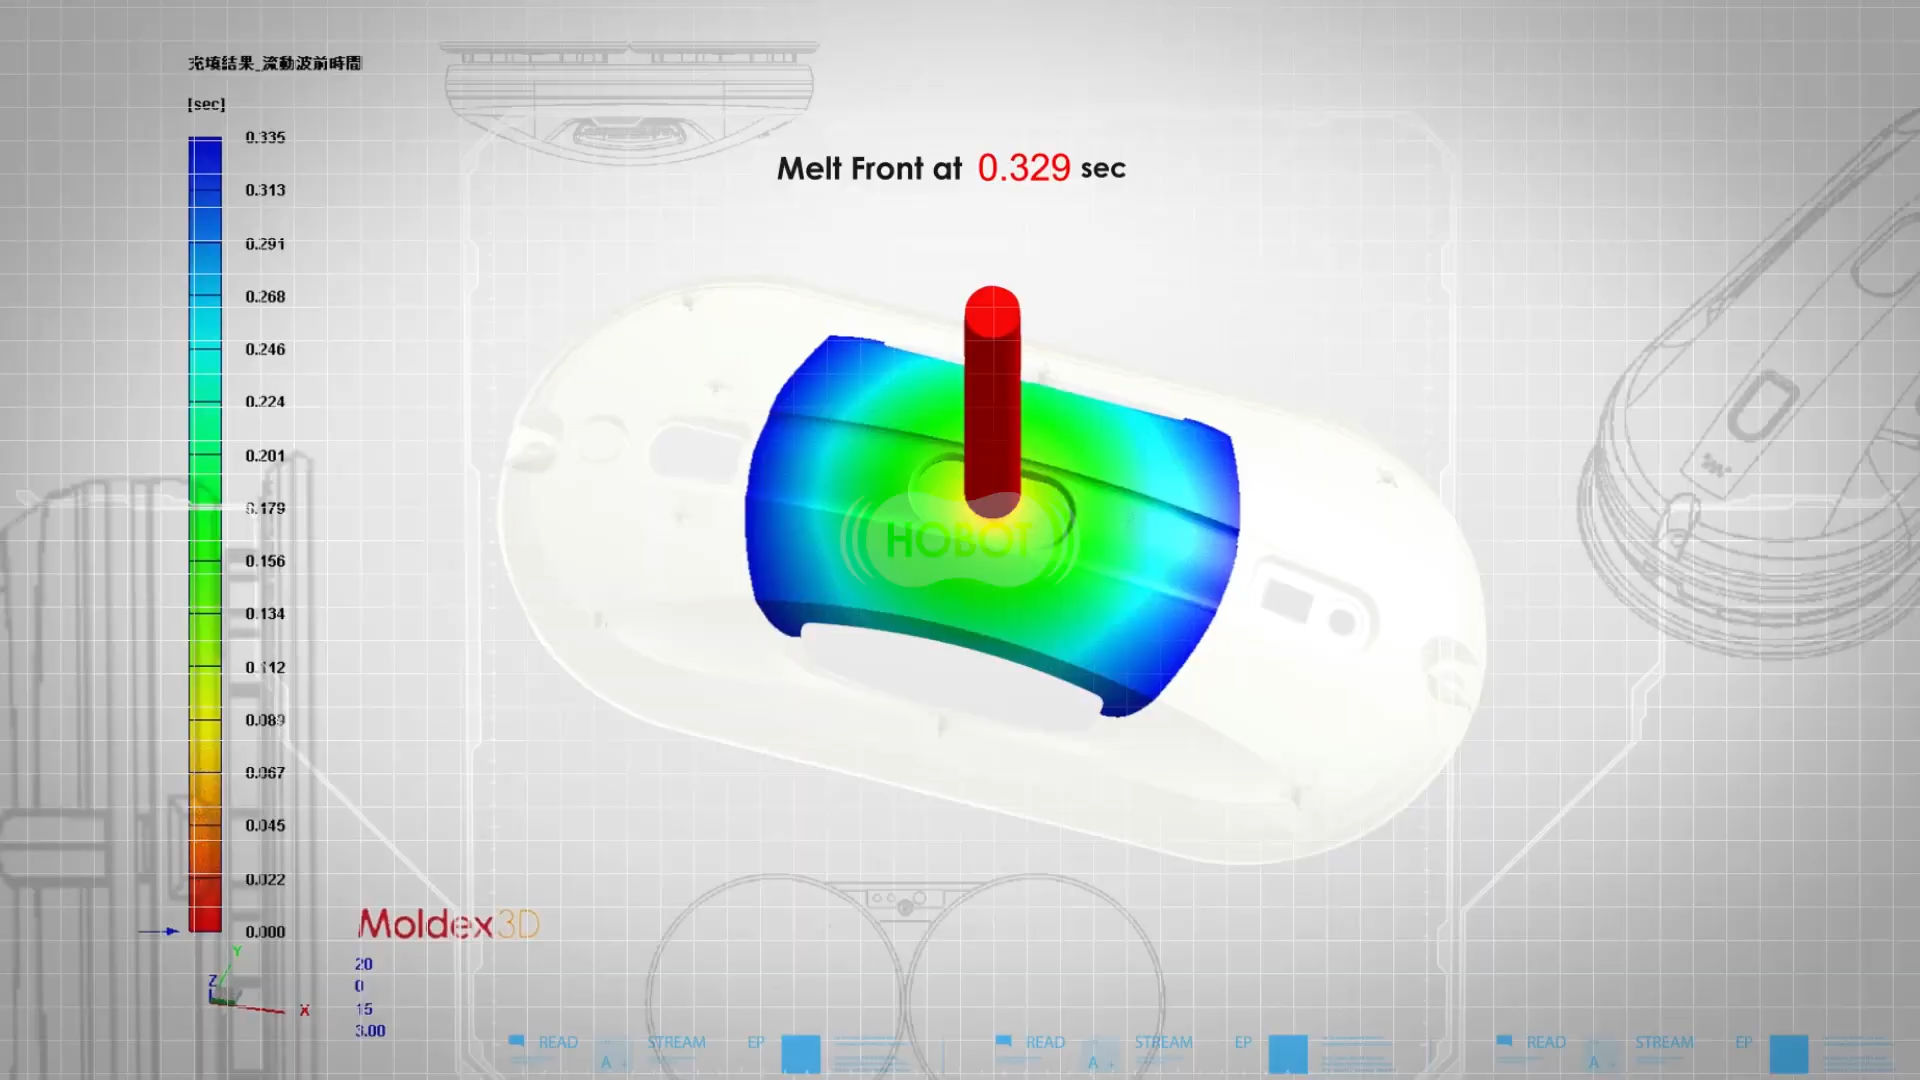 充填結果_流動波前時間
[sec]
0.335
0.313
0.291
0.268
0.246
0.224
0.201
0.179
0.156
0.134
0.112
0.089
0.067
0.045
0.022
0.000
Melt Front at 0.329 sec
HOBOT
Y
Z
X
Moldex3D
20
0
15
3.00
READ STREAM EP READ STREAM EP READ STREAM EP
A A A